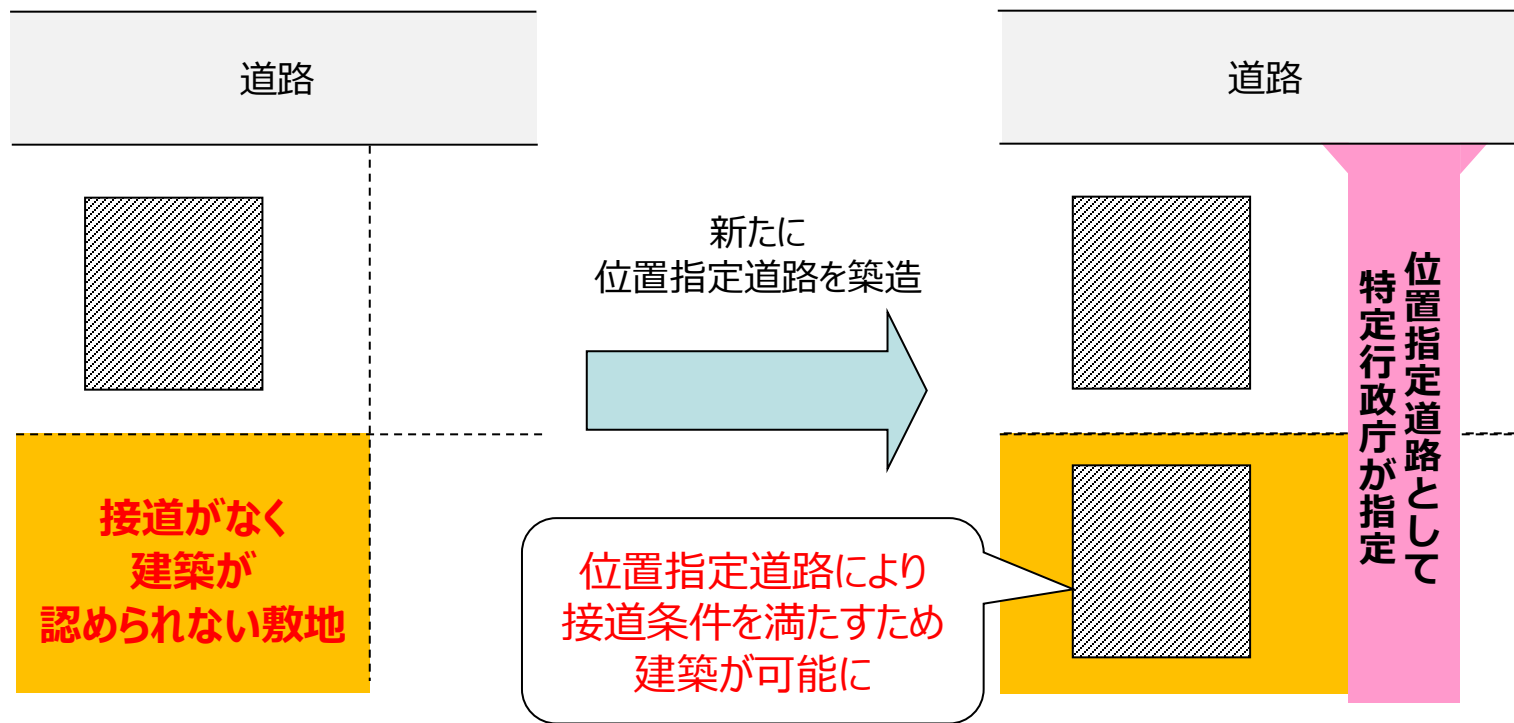 道路
接道がなく
建築が
認められない敷地
新たに
位置指定道路を築造
道路
位置指定道路として
特定行政庁が指定
位置指定道路により
接道条件を満たすため
建築が可能に